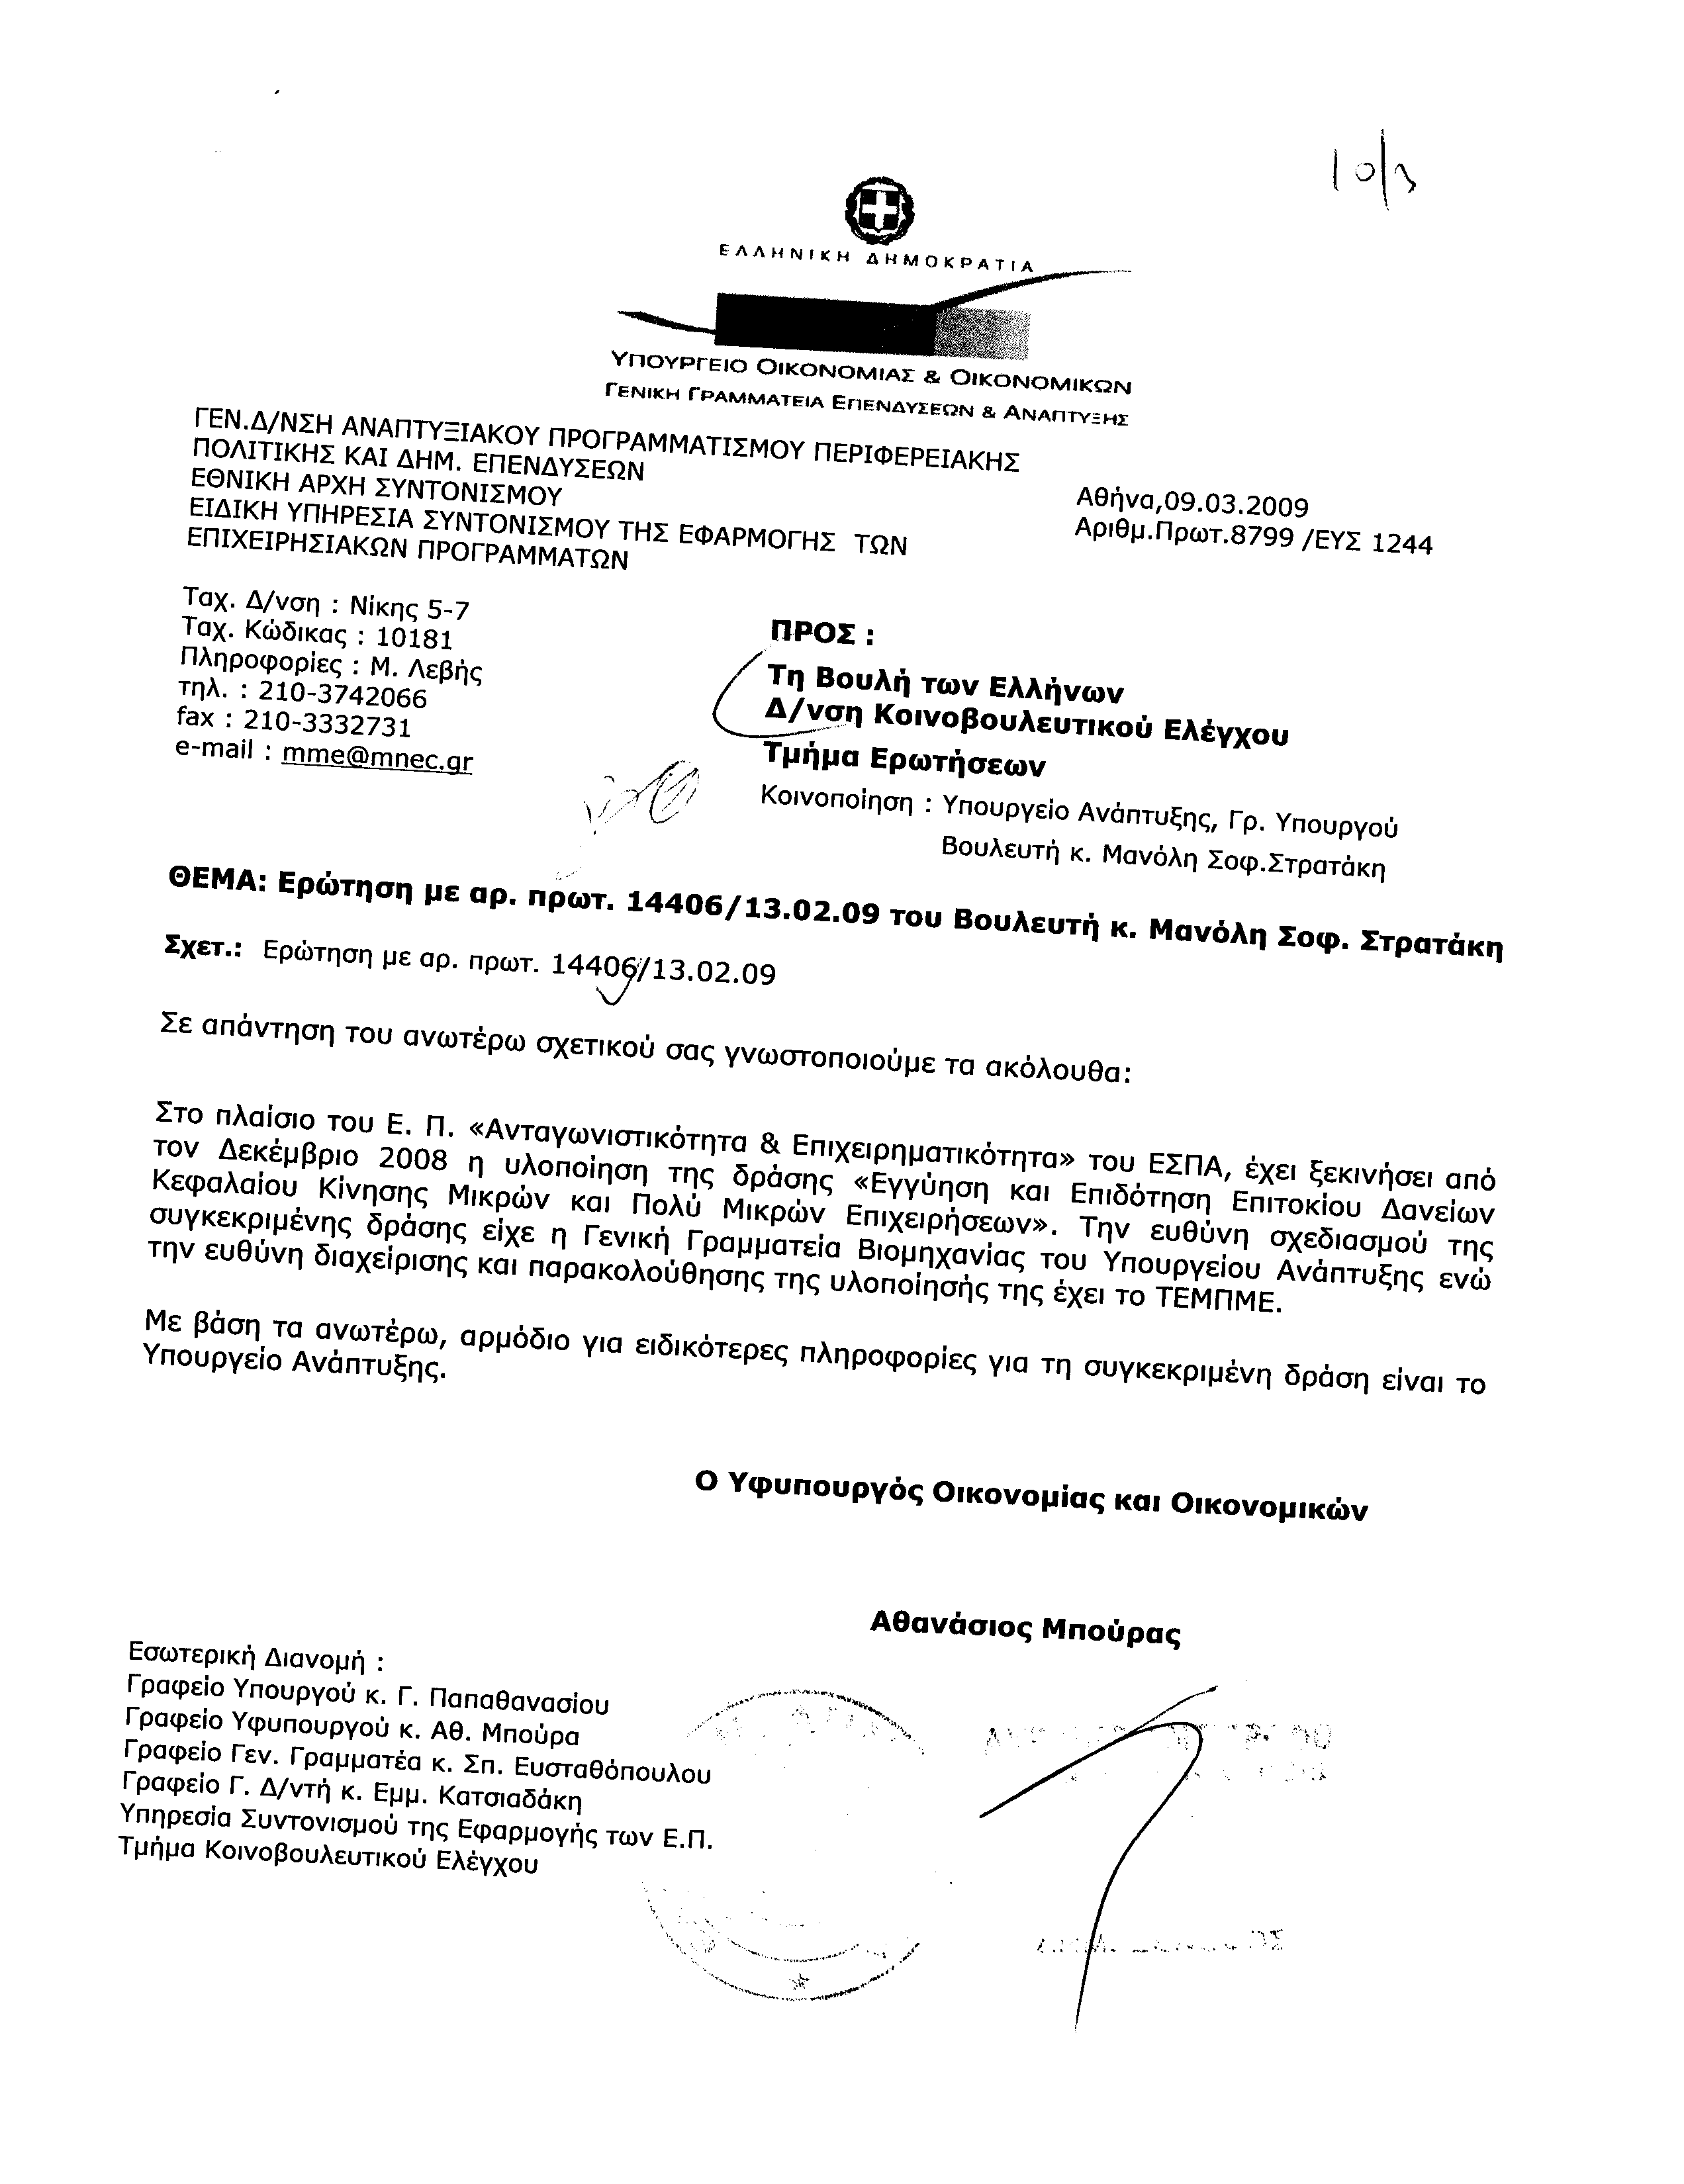 10/3
ΕΛΛΗΝΙΚΗ ΔΗΜΟΚΡΑΤΙΑ
ΥΠΟΥΡΓΕΙΟ ΟΙΚΟΝΟΜΙΑΣ & ΟΙΚΟΝΟΜΙΚΩΝ
ΓΕΝΙΚΗ ΓΡΑΜΜΑΤΕΙΑ ΕΠΕΝΔΥΣΕΩΝ & ΑΝΑΠΤΥΞΗΣ
ΓΕΝ.Δ/ΝΣΗ ΑΝΑΠΤΥΞΙΑΚΟΥ ΠΡΟΓΡΑΜΜΑΤΙΣΜΟΥ ΠΕΡΙΦΕΡΕΙΑΚΗΣ
ΠΟΛΙΤΙΚΗΣ ΚΑΙ ΔΗΜ. ΕΠΕΝΔΥΣΕΩΝ
ΕΘΝΙΚΗ ΑΡΧΗ ΣΥΝΤΟΝΙΣΜΟΥ
ΕΙΔΙΚΗ ΥΠΗΡΕΣΙΑ ΣΥΝΤΟΝΙΣΜΟΥ ΤΗΣ ΕΦΑΡΜΟΓΗΣ ΤΩΝ
ΕΠΙΧΕΙΡΗΣΙΑΚΩΝ ΠΡΟΓΡΑΜΜΑΤΩΝ
Αθήνα,09.03.2009
Αριθμ.Πρωτ.8799 /ΕΥΣ 1244
Ταχ. Δ/νση : Νίκης 5-7
Ταχ. Κώδικας : 10181
Πληροφορίες : Μ. Λεβής
τηλ. : 210-3742066
fax : 210-3332731
e-mail : mme@mnec.gr
ΠΡΟΣ :
Τη Βουλή των Ελλήνων
Δ/νση Κοινοβουλευτικού Ελέγχου
Τμήμα Ερωτήσεων
Κοινοποίηση : Υπουργείο Ανάπτυξης, Γρ. Υπουργού
Βουλευτή κ. Μανόλη Σοφ.Στρατάκη
ΘΕΜΑ: Ερώτηση με αρ. πρωτ. 14406/13.02.09 του Βουλευτή κ. Μανόλη Σοφ. Στρατάκη
Σχετ.: Ερώτηση με αρ. πρωτ. 14406/13.02.09
Σε απάντηση του ανωτέρω σχετικού σας γνωστοποιούμε τα ακόλουθα:
Στο πλαίσιο του Ε. Π. «Ανταγωνιστικότητα & Επιχειρηματικότητα» του ΕΣΠΑ, έχει ξεκινήσει από
τον Δεκέμβριο 2008 η υλοποίηση της δράσης «Εγγύηση και Επιδότηση Επιτοκίου Δανείων
Κεφαλαίου Κίνησης Μικρών και Πολύ Μικρών Επιχειρήσεων». Την ευθύνη σχεδιασμού της
συγκεκριμένης δράσης είχε η Γενική Γραμματεία Βιομηχανίας του Υπουργείου Ανάπτυξης ενώ
την ευθύνη διαχείρισης και παρακολούθησης της υλοποίησής της έχει το ΤΕΜΠΜΕ.
Με βάση τα ανωτέρω, αρμόδιο για ειδικότερες πληροφορίες για τη συγκεκριμένη δράση είναι το
Υπουργείο Ανάπτυξης.
Ο Υφυπουργός Οικονομίας και Οικονομικών
Αθανάσιος Μπούρας
Εσωτερική Διανομή :
Γραφείο Υπουργού κ. Γ. Παπαθανασίου
Γραφείο Υφυπουργού κ. Αθ. Μπούρα
Γραφείο Γεν. Γραμματέα κ. Σπ. Ευσταθόπουλου
Γραφείο Γ. Δ/ντή κ. Εμμ. Κατσιαδάκη
Υπηρεσία Συντονισμού της Εφαρμογής των Ε.Π.
Τμήμα Κοινοβουλευτικού Ελέγχου